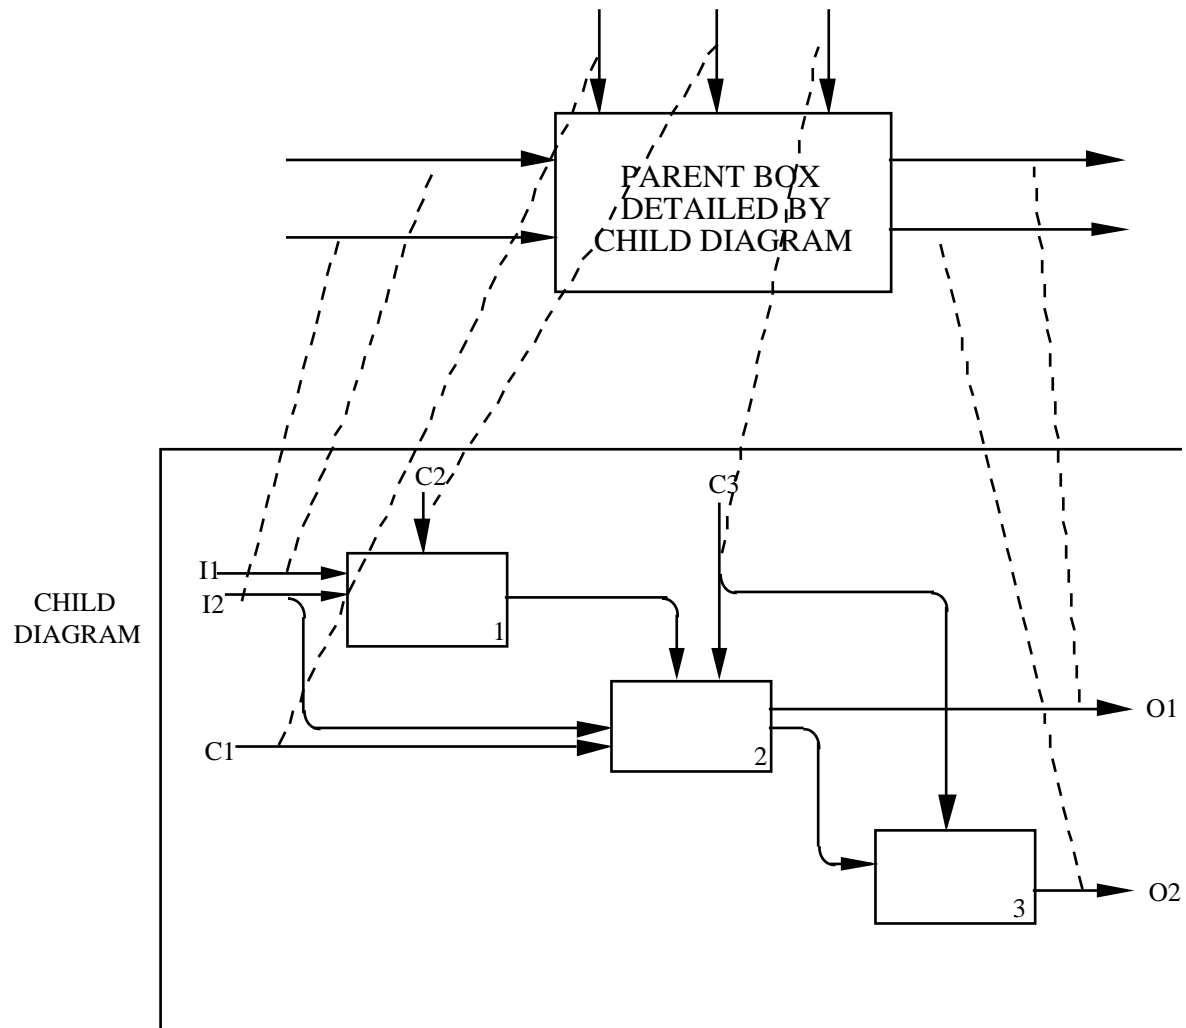 PARENT BOX
DETAILED BY
CHILD DIAGRAM
C2
C3
I1
I2
CHILD
DIAGRAM
1
C1
2
O1
3
O2